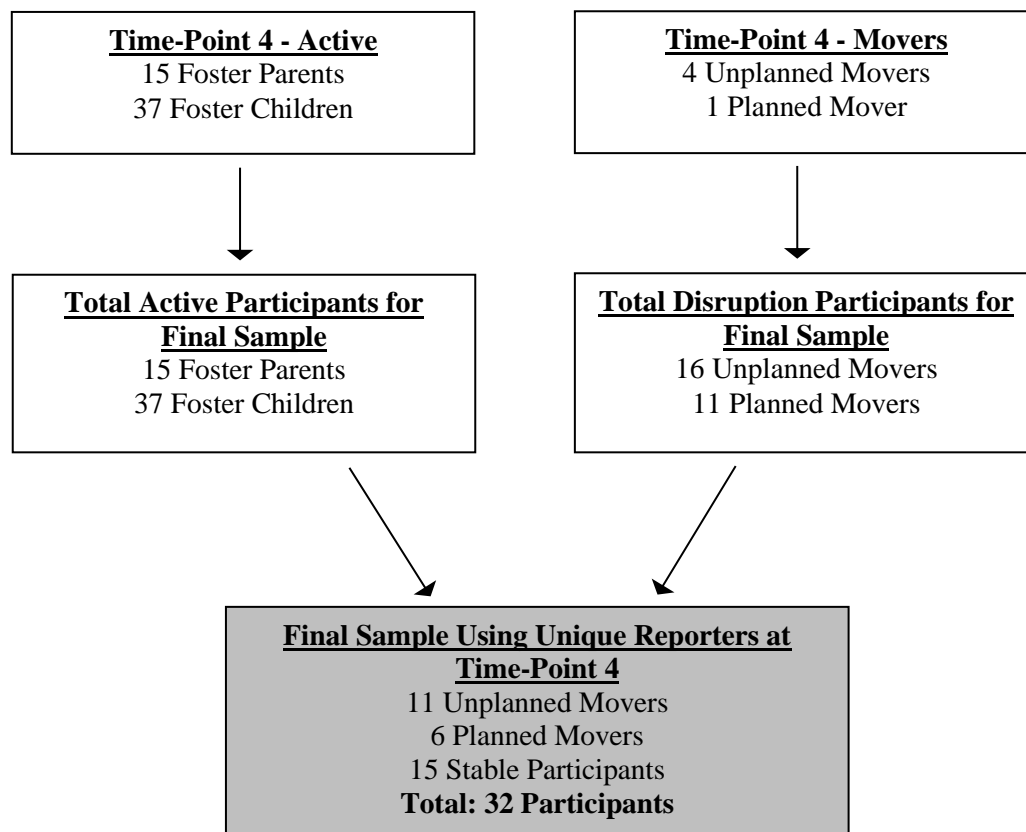 Time-Point 4 - Active
15 Foster Parents
37 Foster Children
Time-Point 4 - Movers
4 Unplanned Movers
1 Planned Mover
Total Active Participants for
Final Sample
15 Foster Parents
37 Foster Children
Total Disruption Participants for
Final Sample
16 Unplanned Movers
11 Planned Movers
Final Sample Using Unique Reporters at
Time-Point 4
11 Unplanned Movers
6 Planned Movers
15 Stable Participants
Total: 32 Participants